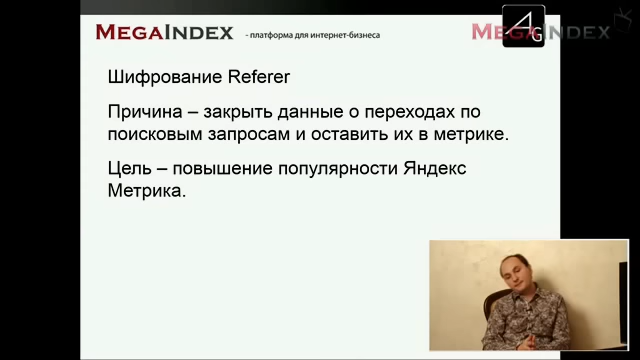 MEGAINDEX - платформа для интернет-бизнеса
AG
MEGAINDEX
Шифрование Referer
Причина – закрыть данные о переходах по
поисковым запросам и оставить их в метрике.
Цель – повышение популярности Яндекс
Метрика.